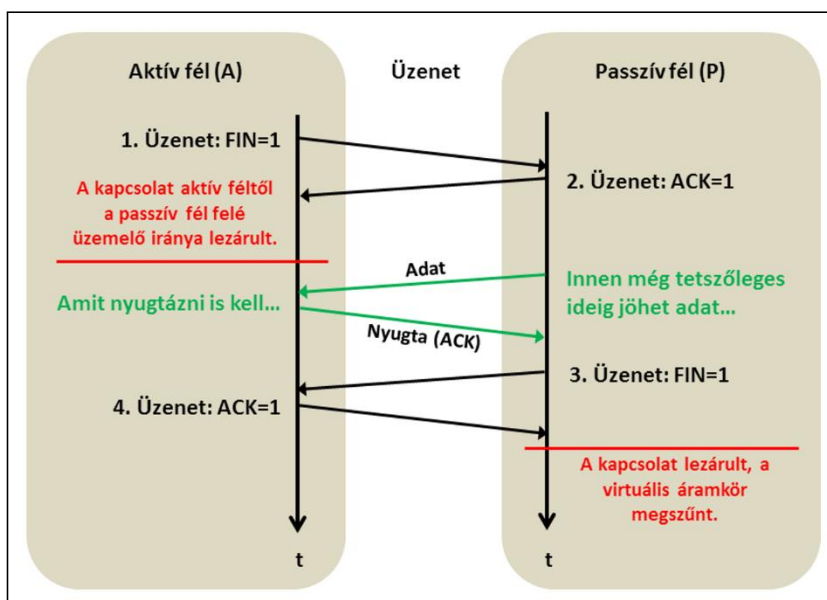 Aktív fél (A)
Üzenet
Passzív fél (P)
1. Üzenet: FIN=1
2. Üzenet: ACK=1
A kapcsolat aktív féltől
a passzív fél felé
üzemelő iránya lezárult.
Adat
Innen még tetszőleges
ideig jöhet adat...
Amit nyugtázni is kell...
Nyugta (ACK)
3. Üzenet: FIN=1
4. Üzenet: ACK=1
A kapcsolat lezárult, a
virtuális áramkör
megszűnt.
t
t